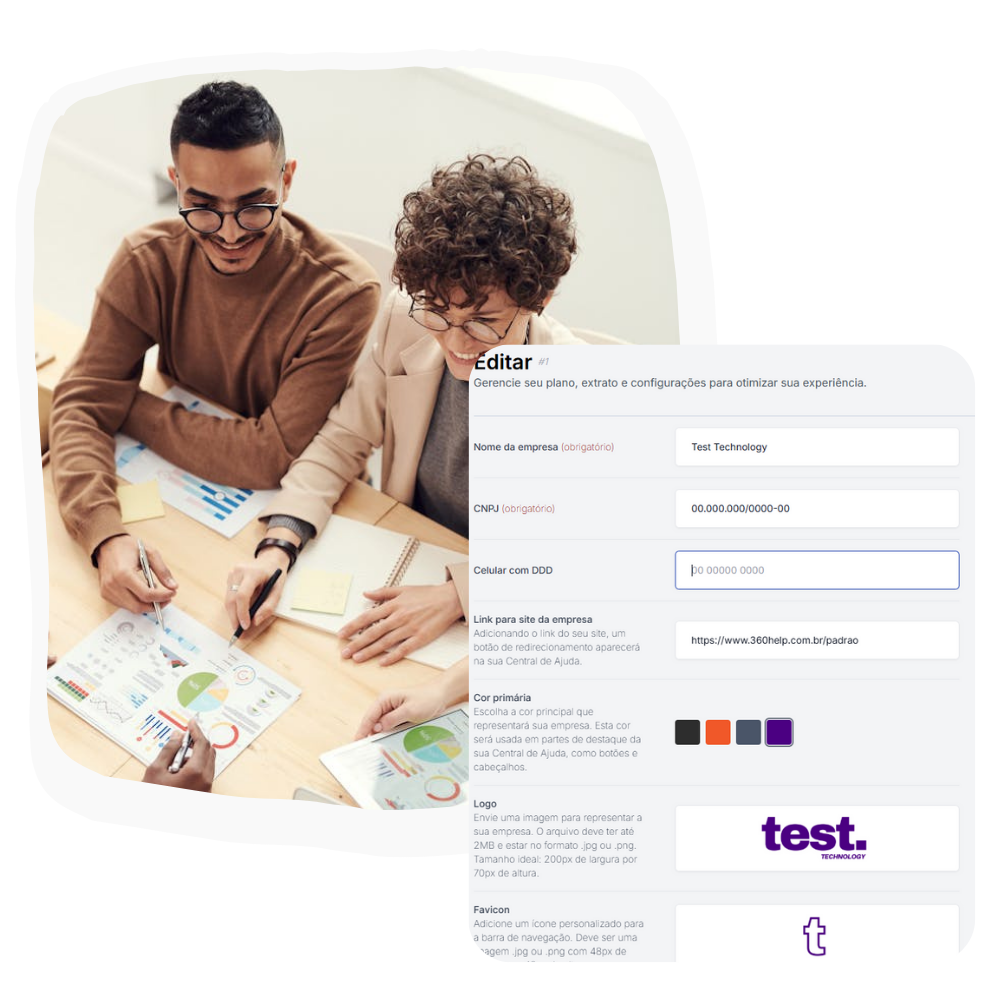 Editar #1
Gerencie seu plano, extrato e configurações para otimizar sua experiência.
Nome da empresa (obrigatório)
Test Technology
CNPJ (obrigatório)
00.000.000/0000-00
Celular com DDD
00 00000 0000
Link para site da empresa
Adicionando o link do seu site, um
botão de redirecionamento aparecerá
na sua Central de Ajuda.
https://www.360help.com.br/padrao
Cor primária
Escolha a cor principal que
representará sua empresa. Esta cor
será usada em partes de destaque da
sua Central de Ajuda, como botões e
cabeçalhos.
Logo
Envie uma imagem para representar a
sua empresa. O arquivo deve ter até
2MB e estar no formato .jpg ou .png.
Tamanho ideal: 200px de largura por
70px de altura.
test.
TECHNOLOGY
Favicon
Adicione um ícone personalizado para
a barra de navegação. Deve ser uma
imagem .jpg ou .png com 48px de
t